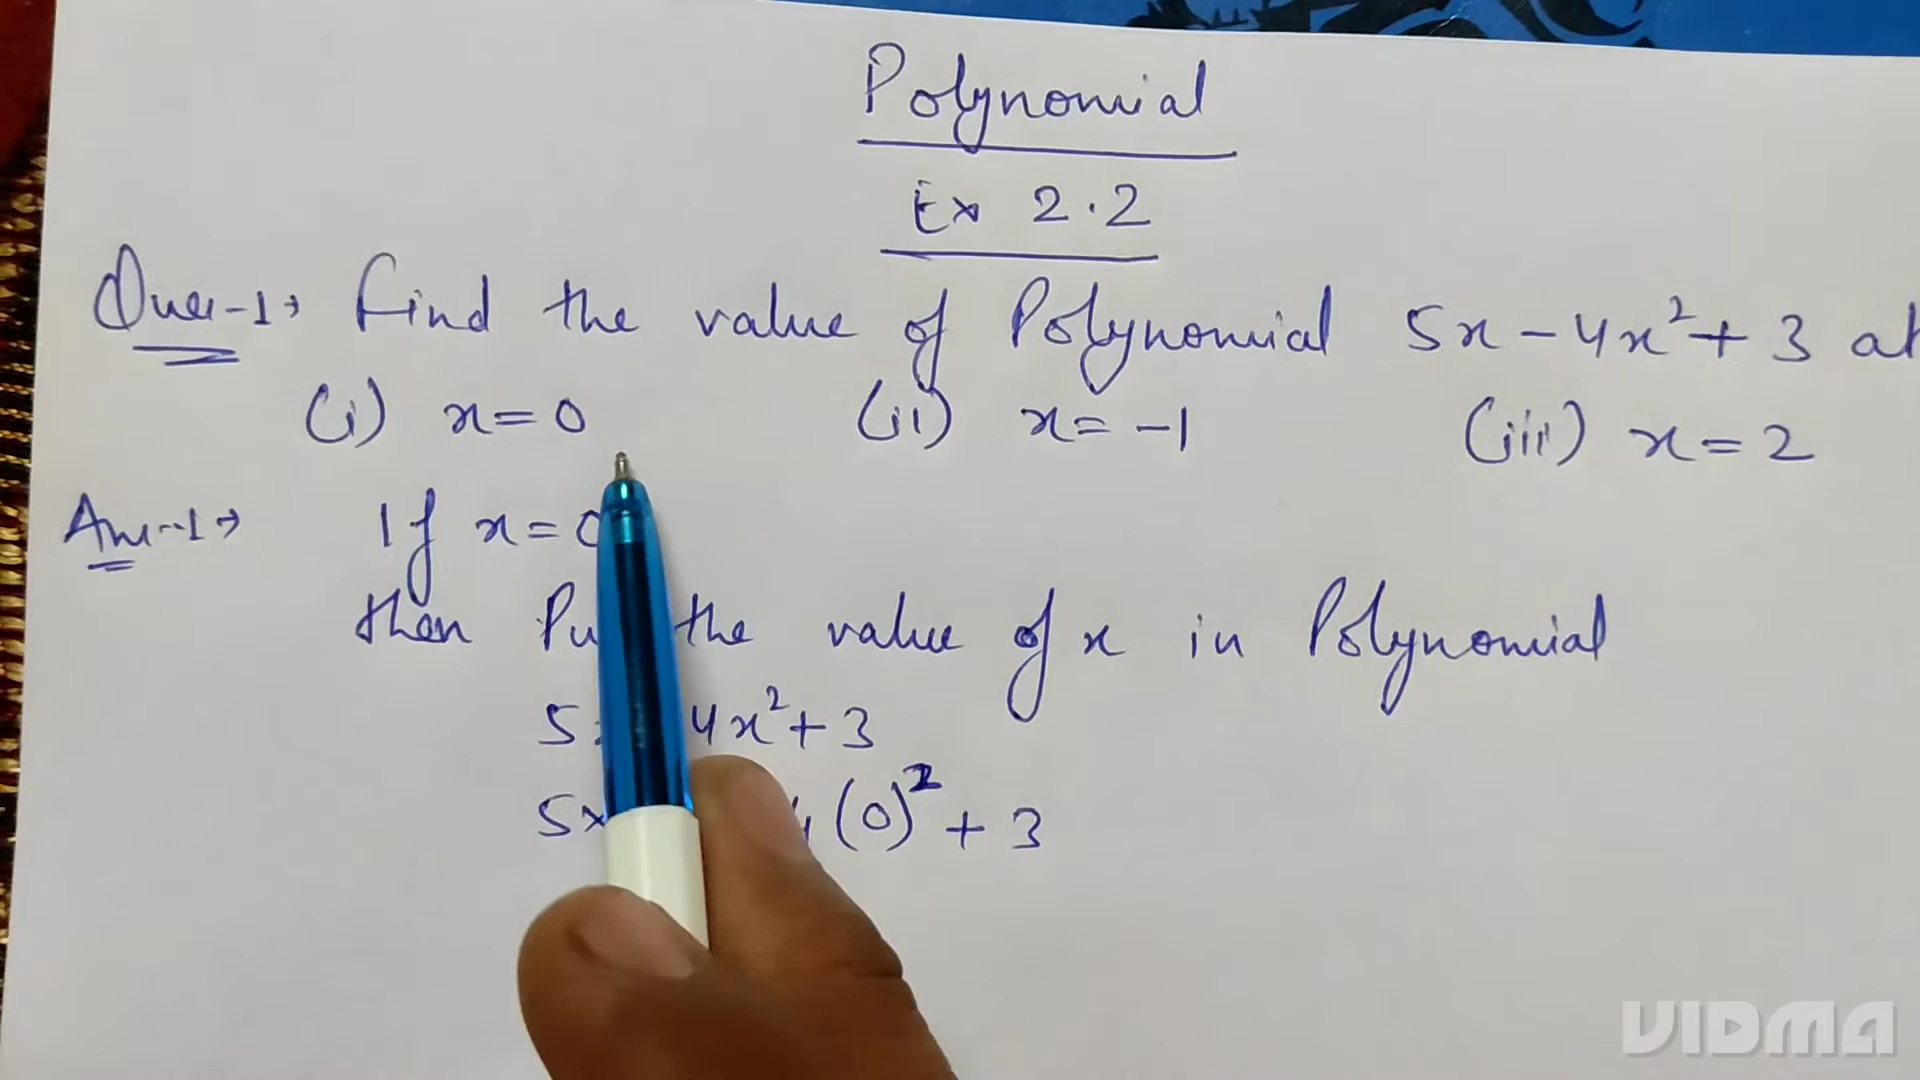 Polynomial
Ex 2.2
Ques-1→ Find the value of Polynomial 5x - 4x² + 3 at
(i) x = 0 (ii) x = -1 (iii) x = 2
Ans-1→ If x = 0
then the value of x in Polynomial
4x² + 3
(0)² + 3
VIDMA